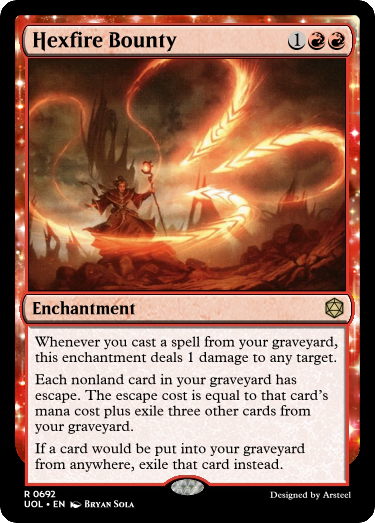 Hexfire Bounty 1
Enchantment
Whenever you cast a spell from your graveyard,
this enchantment deals 1 damage to any target.
Each nonland card in your graveyard has
escape. The escape cost is equal to that card's
mana cost plus exile three other cards from
your graveyard.
If a card would be put into your graveyard
from anywhere, exile that card instead.
R 0692
UOL • EN Bryan Sola
Designed by Arsteel